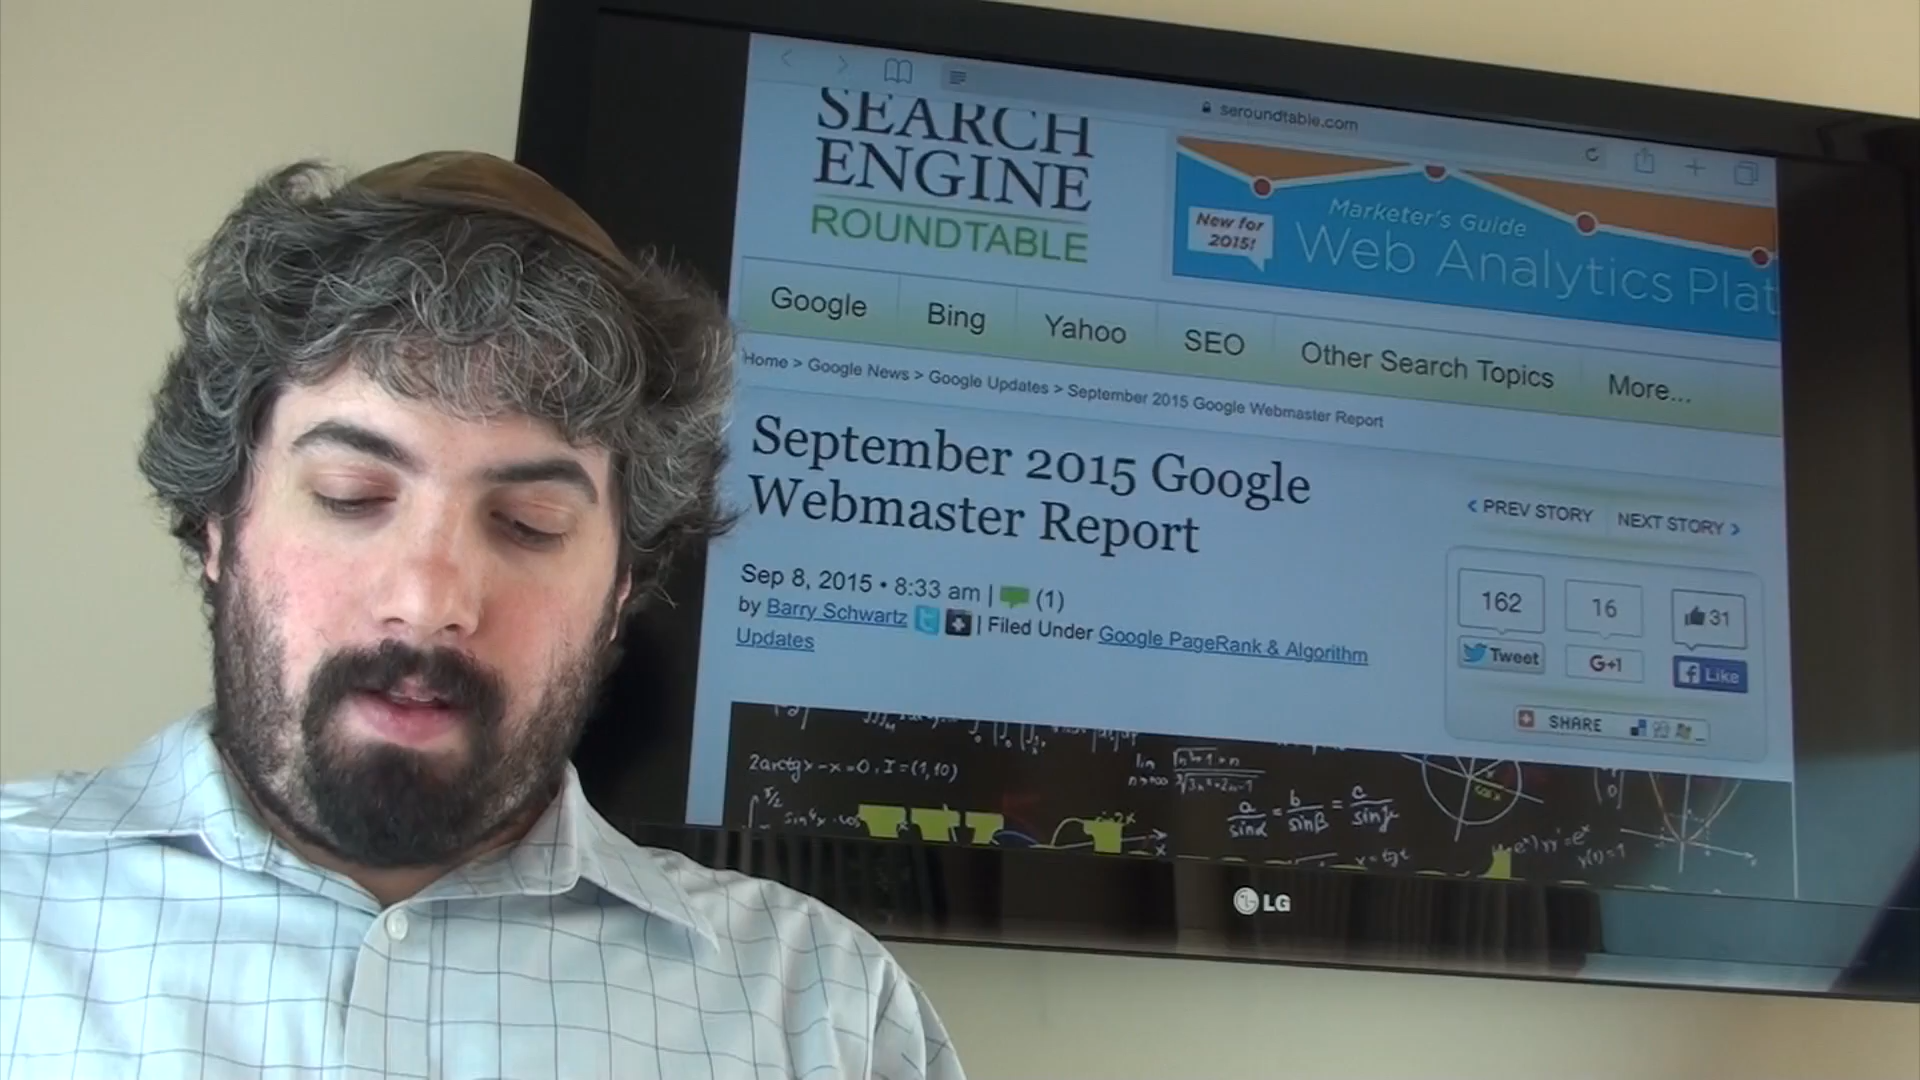 seroundtable.com
SEARCH
ENGINE
ROUNDTABLE
New for
2015!
Marketer's Guide
Web Analytics Plat
Google
Bing
Yahoo
SEO
Other Search Topics
More...
Home > Google News > Google Updates > September 2015 Google Webmaster Report
September 2015 Google
Webmaster Report
< PREV STORY
NEXT STORY >
Sep 8, 2015 • 8:33 am | (1)
by Barry Schwartz | Filed Under Google PageRank & Algorithm
Updates
162
16
31
Tweet
G+1
Like
SHARE
2arctgx-x=0, I=(1,10)
a/sinα = b/sinβ = c/sinγ
LG